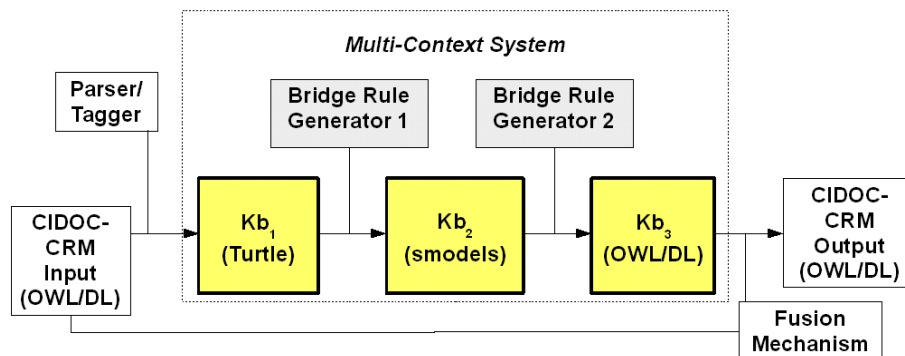 Multi-Context System
Parser/
Tagger
Bridge Rule
Generator 1
Bridge Rule
Generator 2
CIDOC-
CRM
Input
(OWL/DL)
Kb1
(Turtle)
Kb2
(smodels)
Kb3
(OWL/DL)
CIDOC-
CRM
Output
(OWL/DL)
Fusion
Mechanism